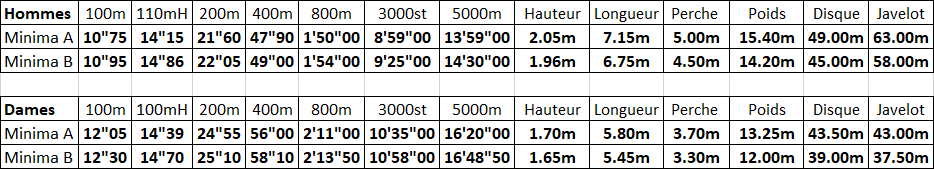 Hommes 100m 110mH 200m 400m 800m 3000st 5000m Hauteur Longueur Perche Poids Disque Javelot
Minima A 10"75 14"15 21"60 47"90 1'50"00 8'59"00 13'59"00 2.05m 7.15m 5.00m 15.40m 49.00m 63.00m
Minima B 10"95 14"86 22"05 49"00 1'54"00 9'25"00 14'30"00 1.96m 6.75m 4.50m 14.20m 45.00m 58.00m
Dames 100m 100mH 200m 400m 800m 3000st 5000m Hauteur Longueur Perche Poids Disque Javelot
Minima A 12"05 14"39 24"55 56"00 2'11"00 10'35"00 16'20"00 1.70m 5.80m 3.70m 13.25m 43.50m 43.00m
Minima B 12"30 14"70 25"10 58"10 2'13"50 10'58"00 16'48"50 1.65m 5.45m 3.30m 12.00m 39.00m 37.50m